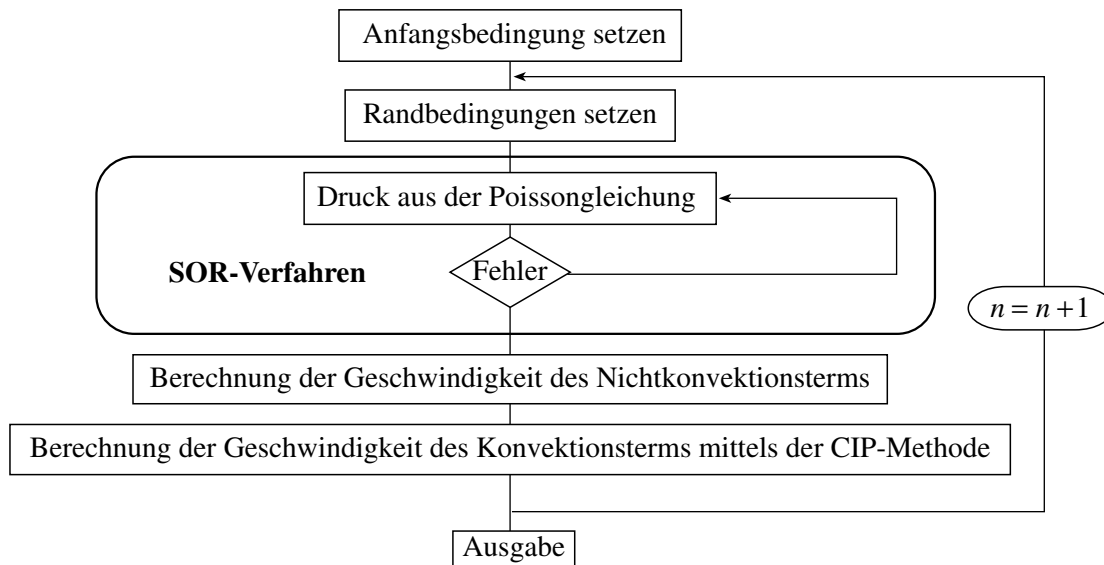 Anfangsbedingung setzen
Randbedingungen setzen
Druck aus der Poissongleichung
Fehler
SOR-Verfahren
n = n + 1
Berechnung der Geschwindigkeit des Nichtkonvektionsterms
Berechnung der Geschwindigkeit des Konvektionsterms mittels der CIP-Methode
Ausgabe